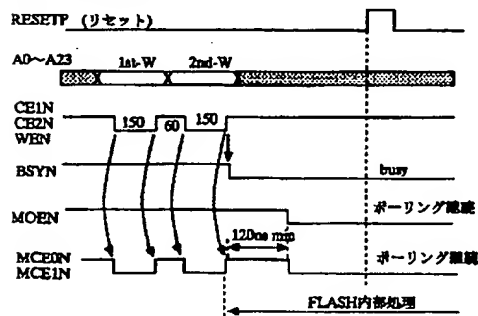 RESETP (リセット)
A0～A23
1st-W
2nd-W
CE1N
CE2N
WEN
150
60
150
BSYN
busy
MOEN
ポーリング継続
120ns min
MCE0N
MCE1N
ポーリング継続
FLASH内部処理